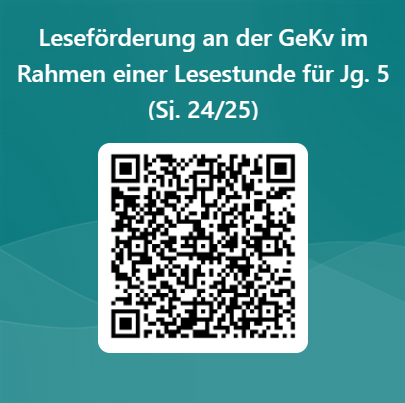 Leseförderung an der GeKv im
Rahmen einer Lesestunde für Jg. 5
(Sj. 24/25)